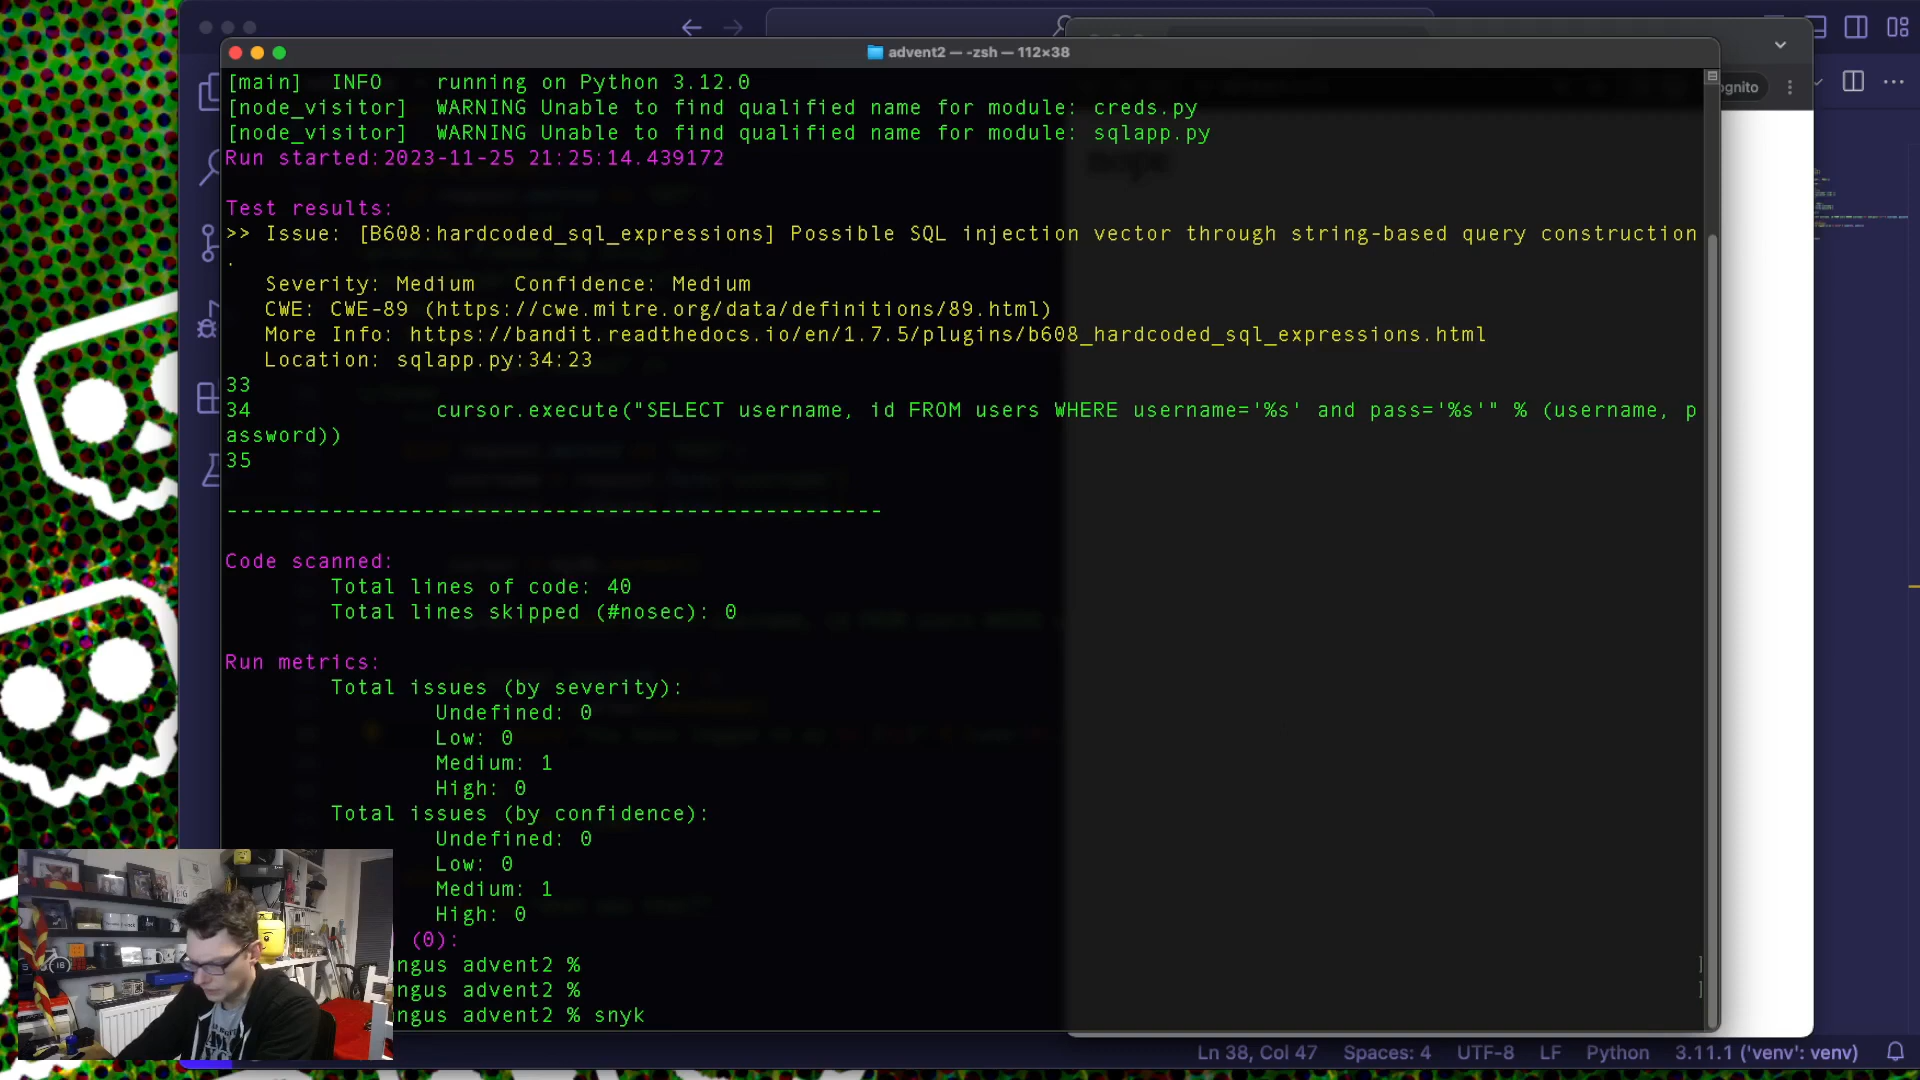 advent2 — -zsh — 112×38
[main]  INFO    running on Python 3.12.0
[node_visitor]  WARNING Unable to find qualified name for module: creds.py
[node_visitor]  WARNING Unable to find qualified name for module: sqlapp.py
Run started:2023-11-25 21:25:14.439172
Test results:
>> Issue: [B608:hardcoded_sql_expressions] Possible SQL injection vector through string-based query construction
.
Severity: Medium   Confidence: Medium
CWE: CWE-89 (https://cwe.mitre.org/data/definitions/89.html)
More Info: https://bandit.readthedocs.io/en/1.7.5/plugins/b608_hardcoded_sql_expressions.html
Location: sqlapp.py:34:23
33
34              cursor.execute("SELECT username, id FROM users WHERE username='%s' and pass='%s'" % (username, p
assword))
35
--------------------------------------------------
Code scanned:
Total lines of code: 40
Total lines skipped (#nosec): 0
Run metrics:
Total issues (by severity):
Undefined: 0
Low: 0
Medium: 1
High: 0
Total issues (by confidence):
Undefined: 0
Low: 0
Medium: 1
High: 0
(0):
ngus advent2 %
ngus advent2 %
ngus advent2 % snyk
gnito
Ln 38, Col 47   Spaces: 4   UTF-8   LF   Python   3.11.1 ('venv': venv)